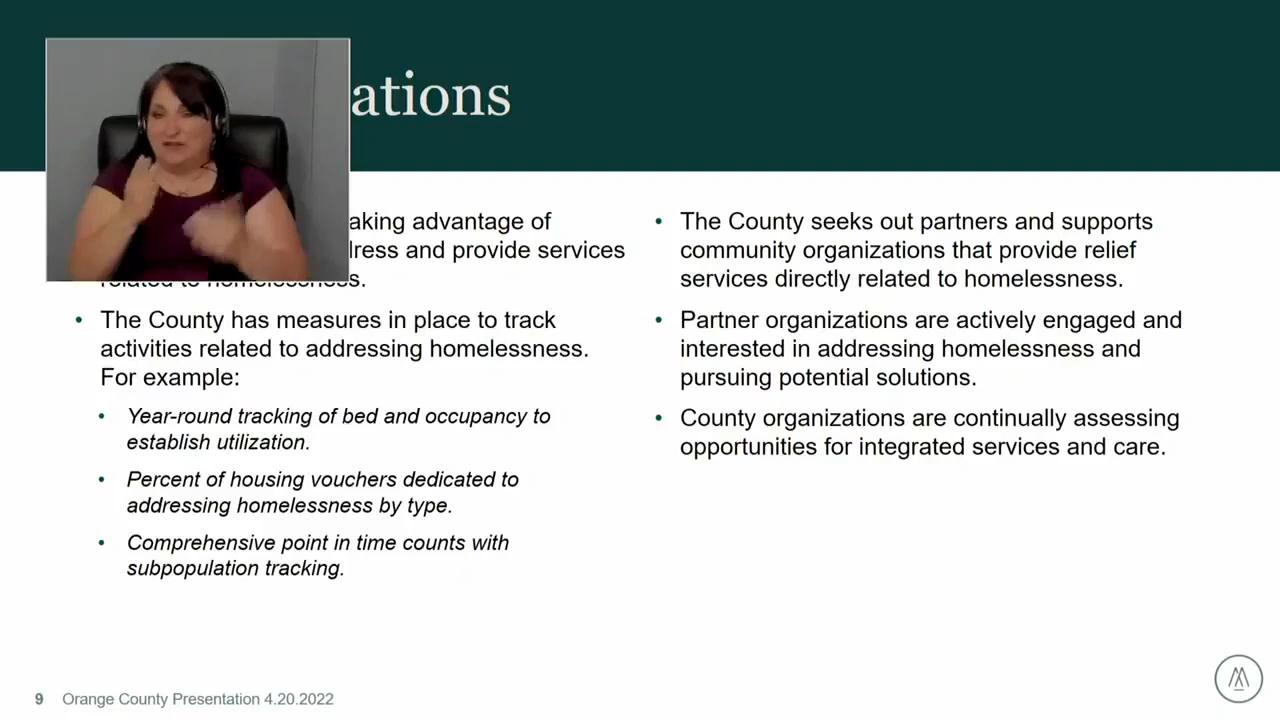 ations
aking advantage of
dress and provide services
related to homelessness.
• The County has measures in place to track
activities related to addressing homelessness.
For example:
• Year-round tracking of bed and occupancy to
establish utilization.
• Percent of housing vouchers dedicated to
addressing homelessness by type.
• Comprehensive point in time counts with
subpopulation tracking.
• The County seeks out partners and supports
community organizations that provide relief
services directly related to homelessness.
• Partner organizations are actively engaged and
interested in addressing homelessness and
pursuing potential solutions.
• County organizations are continually assessing
opportunities for integrated services and care.
9 Orange County Presentation 4.20.2022